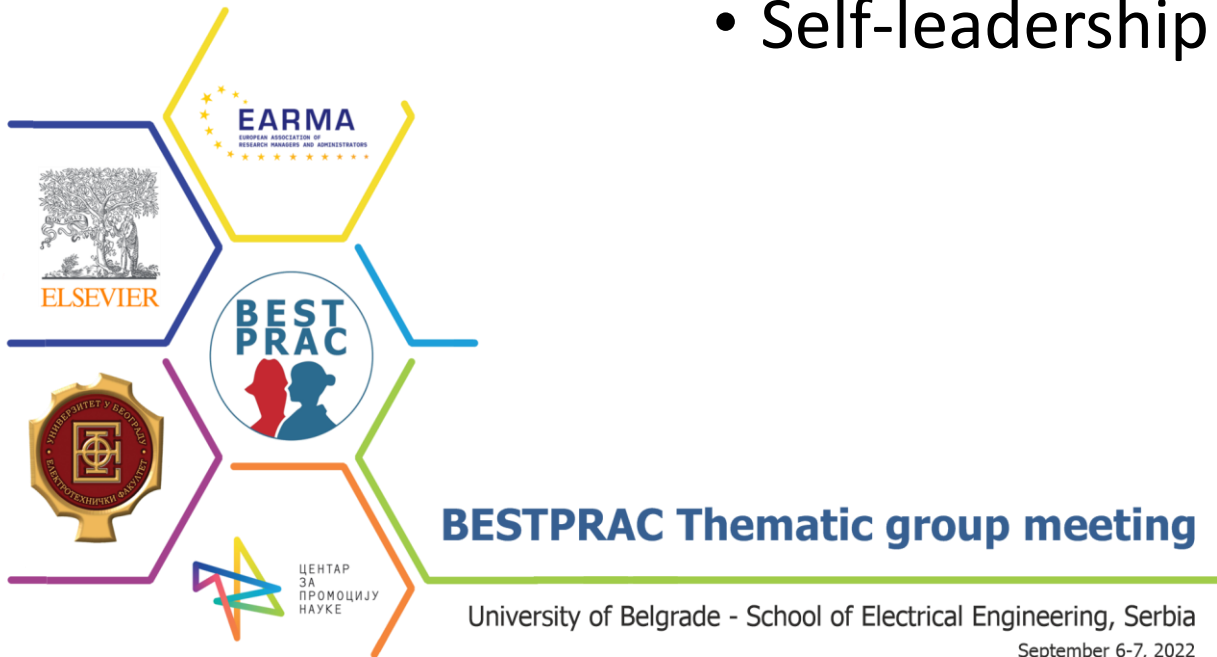 • Self-leadership
EARMA
EUROPEAN ASSOCIATION OF
RESEARCH MANAGERS AND ADMINISTRATORS
ELSEVIER
BEST
PRAC
УНИВЕРЗИТЕТ У БЕОГРАДУ
ЕЛЕКТРОТЕХНИЧКИ ФАКУЛТЕТ
ЦЕНТАР
ЗА
ПРОМОЦИЈУ
НАУКЕ
BESTPRAC Thematic group meeting
University of Belgrade - School of Electrical Engineering, Serbia
September 6-7, 2022